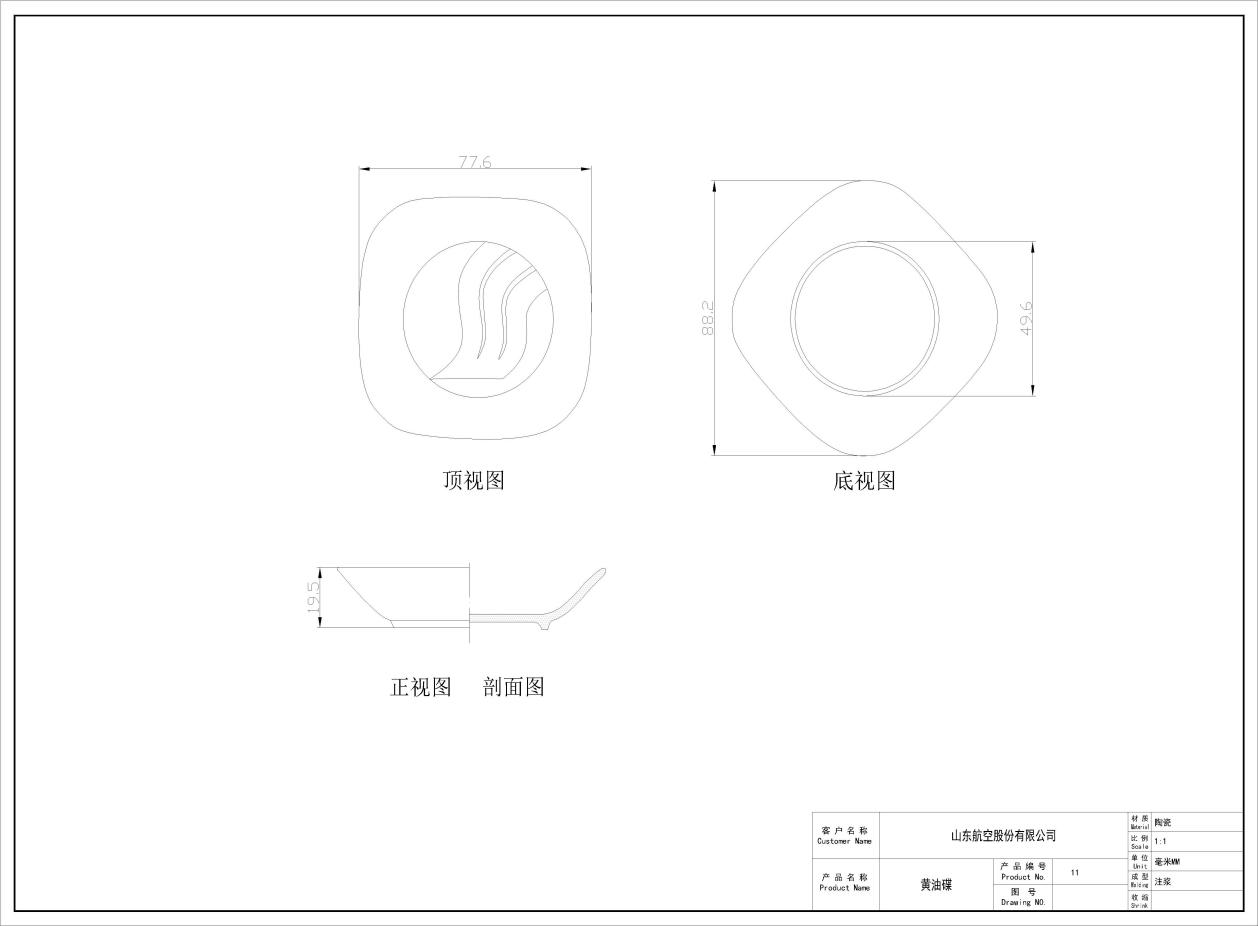 77.6
88.2
49.6
顶视图
底视图
19.5
正视图 剖面图
客户名称
Customer Name
山东航空股份有限公司
产品名称
Product Name
黄油碟
产品编号
Product No.
11
图号
Drawing NO.
材质
Material
陶瓷
比例
Scale
1:1
单位
Unit
毫米MM
成型
Molding
注浆
收缩
Shrink